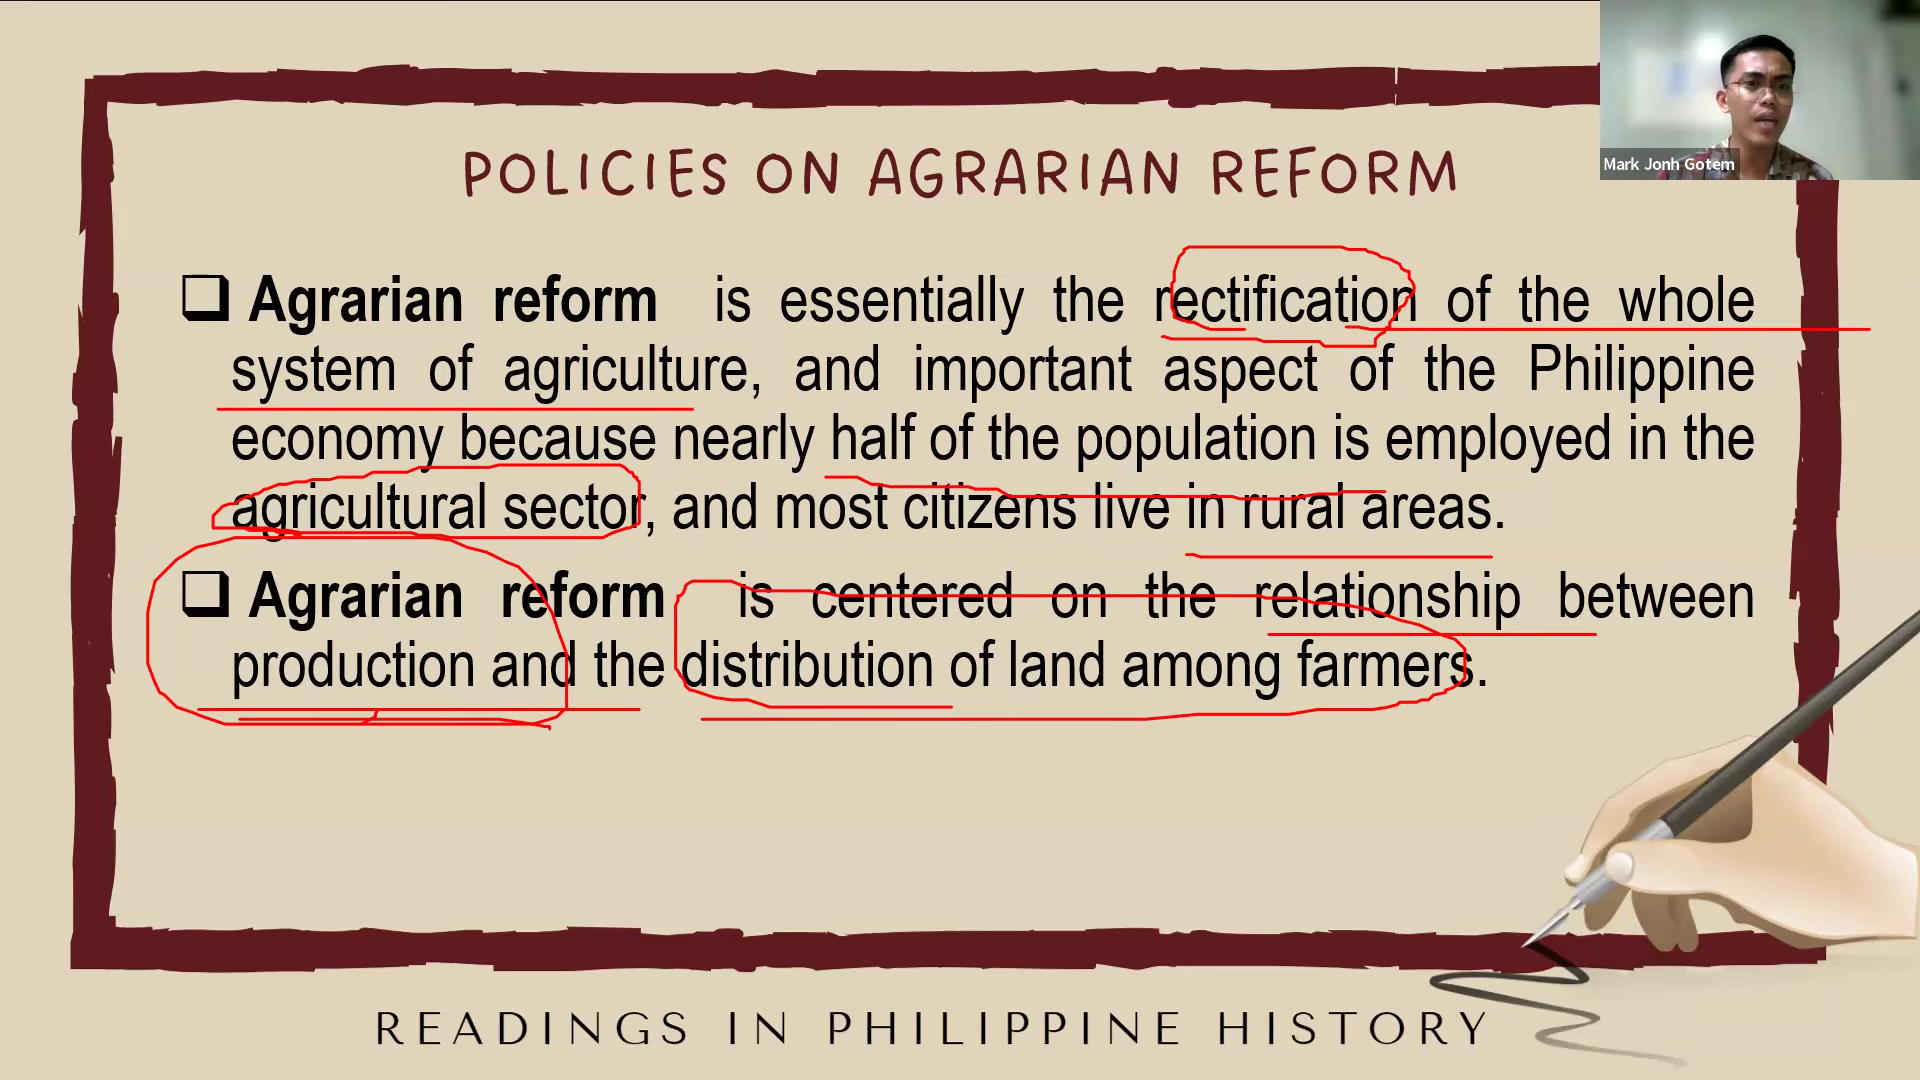 Mark Jonh Gotem
POLICIES ON AGRARIAN REFORM
❑ Agrarian reform is essentially the rectification of the whole
system of agriculture, and important aspect of the Philippine
economy because nearly half of the population is employed in the
agricultural sector, and most citizens live in rural areas.
❑ Agrarian reform is centered on the relationship between
production and the distribution of land among farmers.
READINGS IN PHILIPPINE HISTORY